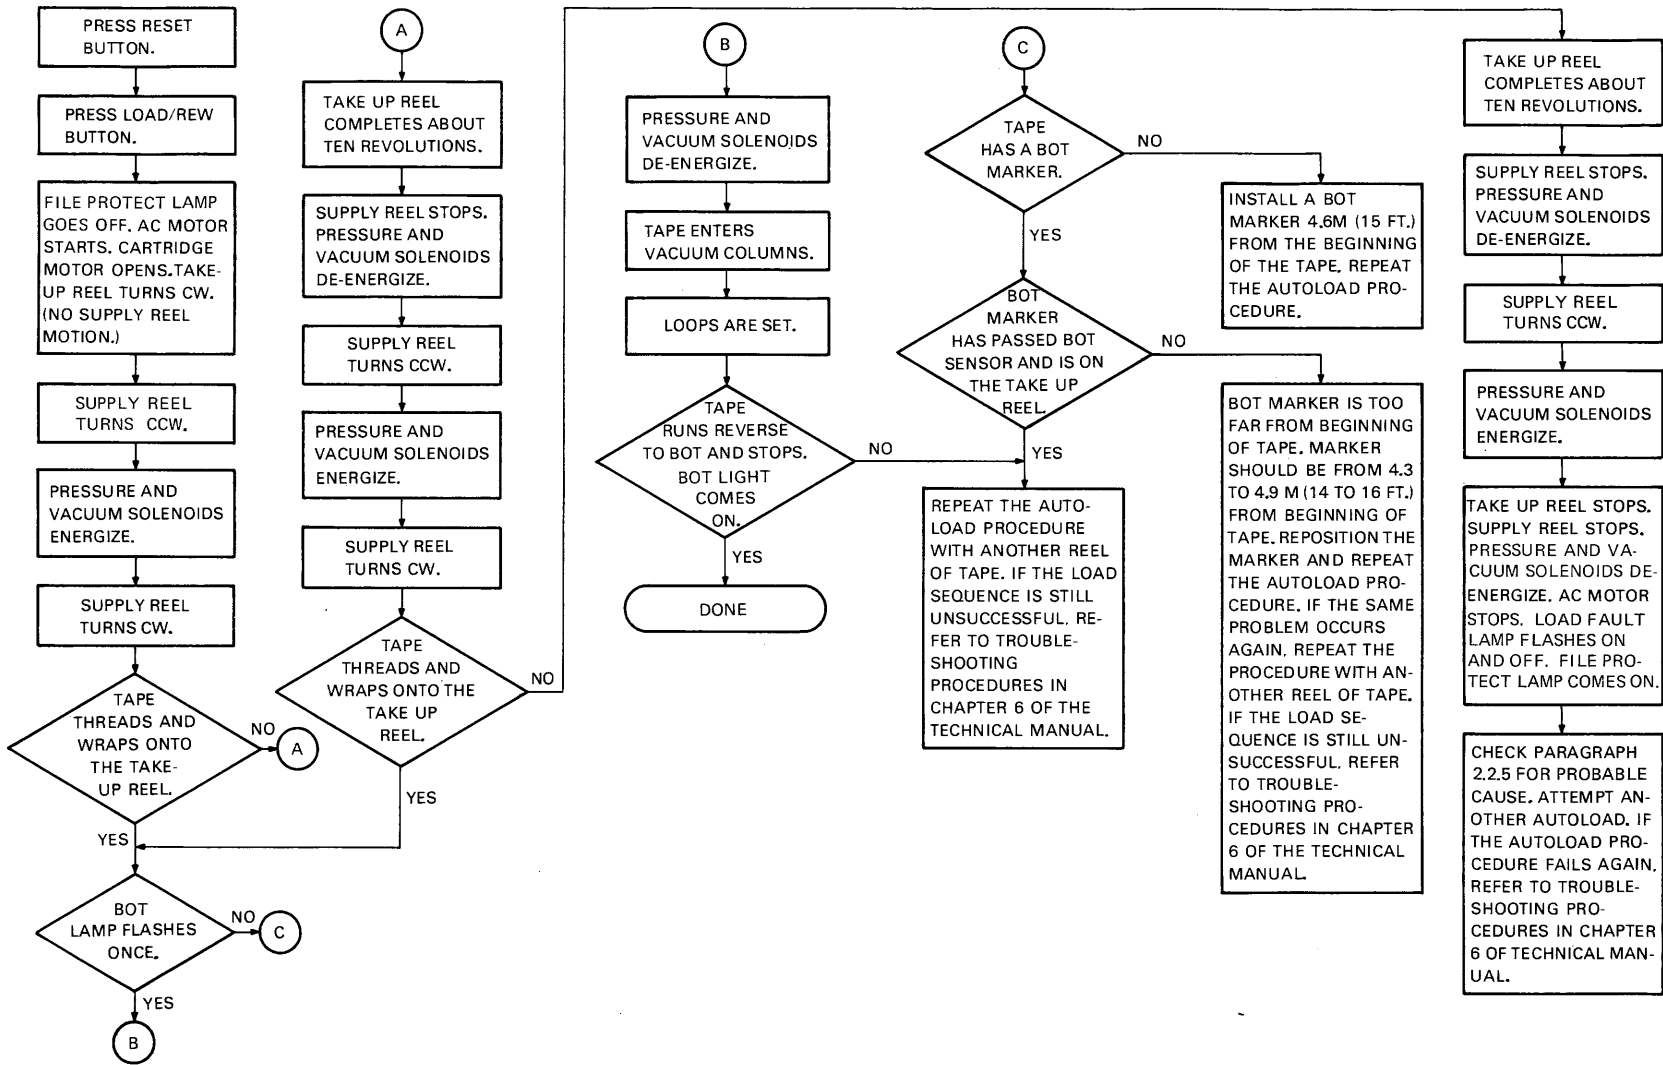 PRESS RESET
BUTTON.
PRESS LOAD/REW
BUTTON.
FILE PROTECT LAMP
GOES OFF. AC MOTOR
STARTS. CARTRIDGE
MOTOR OPENS.TAKE-
UP REEL TURNS CW.
(NO SUPPLY REEL
MOTION.)
SUPPLY REEL
TURNS CCW.
PRESSURE AND
VACUUM SOLENOIDS
ENERGIZE.
SUPPLY REEL
TURNS CW.
TAPE
THREADS AND
WRAPS ONTO
THE TAKE-
UP REEL.
NO
A
YES
BOT
LAMP FLASHES
ONCE.
NO
C
YES
B
A
TAKE UP REEL
COMPLETES ABOUT
TEN REVOLUTIONS.
SUPPLY REEL STOPS.
PRESSURE AND
VACUUM SOLENOIDS
DE-ENERGIZE.
SUPPLY REEL
TURNS CCW.
PRESSURE AND
VACUUM SOLENOIDS
ENERGIZE.
SUPPLY REEL
TURNS CW.
TAPE
THREADS AND
WRAPS ONTO THE
TAKE UP
REEL.
NO
YES
B
PRESSURE AND
VACUUM SOLENOIDS
DE-ENERGIZE.
TAPE ENTERS
VACUUM COLUMNS.
LOOPS ARE SET.
TAPE
RUNS REVERSE
TO BOT AND STOPS.
BOT LIGHT
COMES
ON.
NO
YES
DONE
C
TAPE
HAS A BOT
MARKER.
NO
YES
BOT
MARKER
HAS PASSED BOT
SENSOR AND IS ON
THE TAKE UP
REEL.
NO
YES
REPEAT THE AUTO-
LOAD PROCEDURE
WITH ANOTHER REEL
OF TAPE. IF THE LOAD
SEQUENCE IS STILL
UNSUCCESSFUL, RE-
FER TO TROUBLE-
SHOOTING
PROCEDURES IN
CHAPTER 6 OF THE
TECHNICAL MANUAL.
INSTALL A BOT
MARKER 4.6M (15 FT.)
FROM THE BEGINNING
OF THE TAPE. REPEAT
THE AUTOLOAD PRO-
CEDURE.
BOT MARKER IS TOO
FAR FROM BEGINNING
OF TAPE. MARKER
SHOULD BE FROM 4.3
TO 4.9 M (14 TO 16 FT.)
FROM BEGINNING OF
TAPE. REPOSITION THE
MARKER AND REPEAT
THE AUTOLOAD PRO-
CEDURE. IF THE SAME
PROBLEM OCCURS
AGAIN, REPEAT THE
PROCEDURE WITH AN-
OTHER REEL OF TAPE.
IF THE LOAD SE-
QUENCE IS STILL UN-
SUCCESSFUL, REFER
TO TROUBLE-
SHOOTING PRO-
CEDURES IN CHAPTER
6 OF THE TECHNICAL
MANUAL.
TAKE UP REEL
COMPLETES ABOUT
TEN REVOLUTIONS.
SUPPLY REEL STOPS.
PRESSURE AND
VACUUM SOLENOIDS
DE-ENERGIZE.
SUPPLY REEL
TURNS CCW.
PRESSURE AND
VACUUM SOLENOIDS
ENERGIZE.
TAKE UP REEL STOPS.
SUPPLY REEL STOPS.
PRESSURE AND VA-
CUUM SOLENOIDS DE-
ENERGIZE. AC MOTOR
STOPS. LOAD FAULT
LAMP FLASHES ON
AND OFF. FILE PRO-
TECT LAMP COMES ON.
CHECK PARAGRAPH
2.2.5 FOR PROBABLE
CAUSE. ATTEMPT AN-
OTHER AUTOLOAD. IF
THE AUTOLOAD PRO-
CEDURE FAILS AGAIN,
REFER TO TROUBLE-
SHOOTING PRO-
CEDURES IN CHAPTER
6 OF TECHNICAL MAN-
UAL.